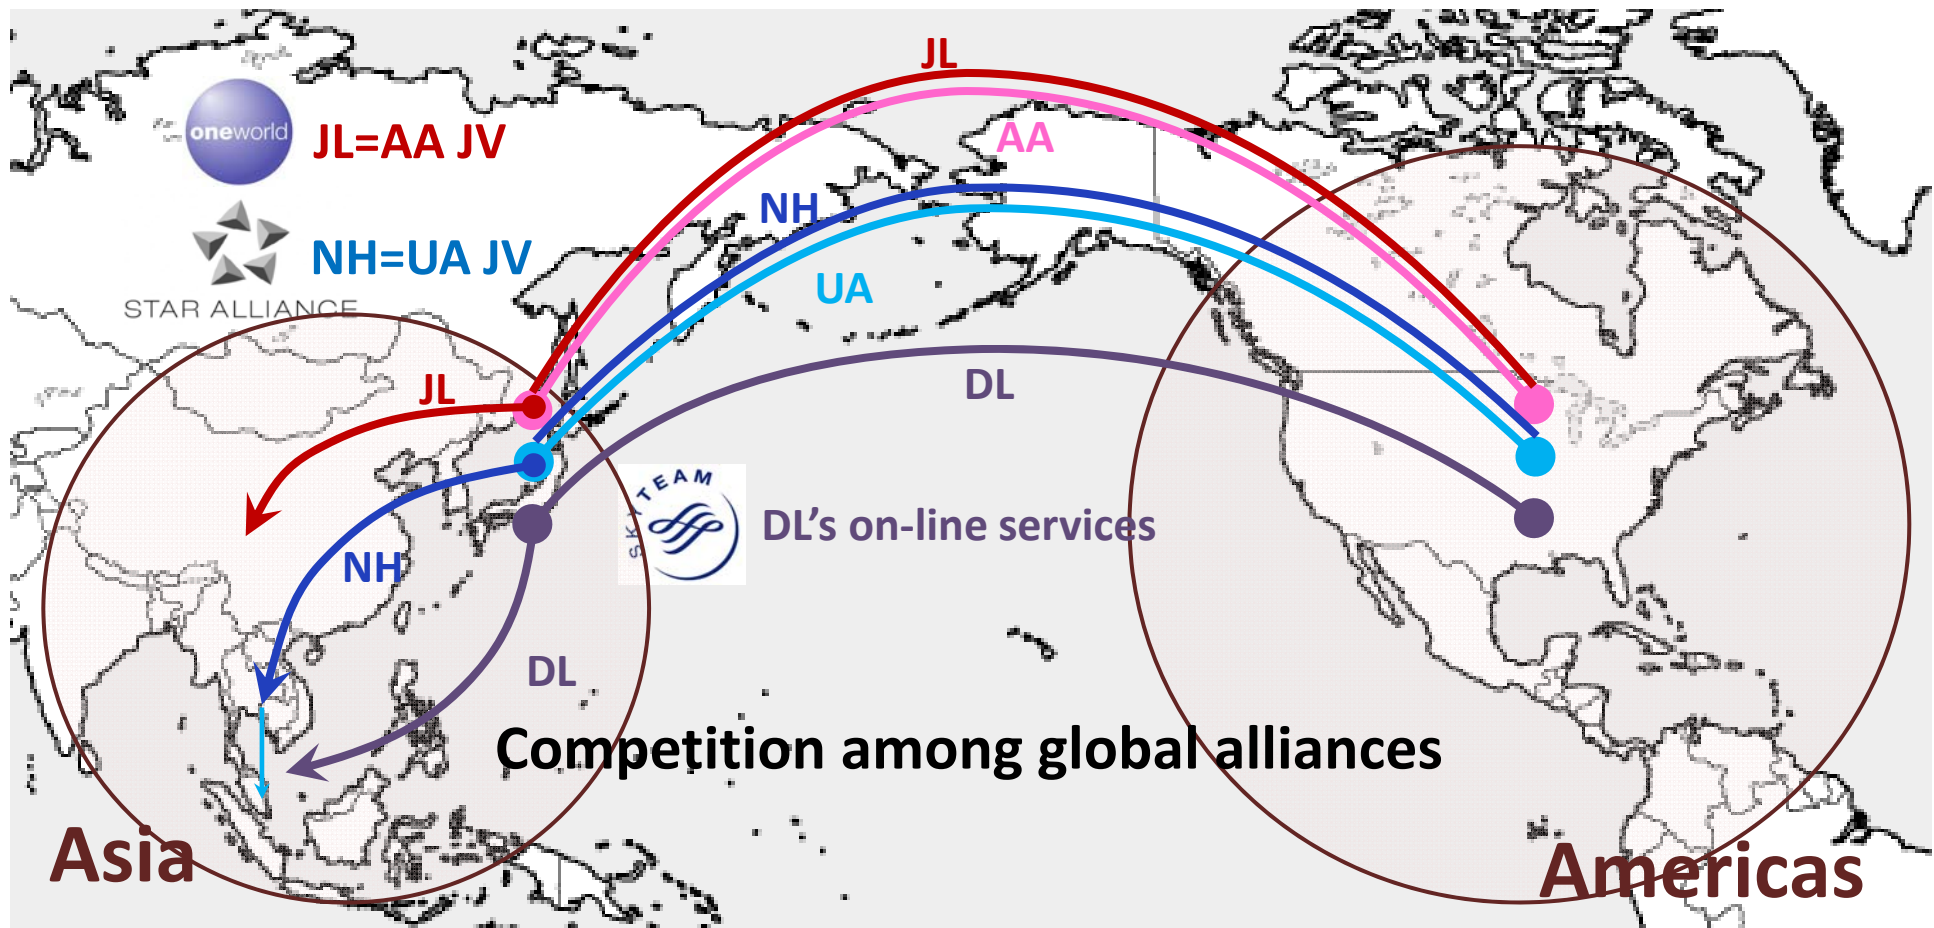 JL
oneworld
JL=AA JV
AA
NH
NH=UA JV
UA
STAR ALLIANCE
JL
DL
SKYTEAM
DL’s on-line services
NH
DL
Competition among global alliances
Asia
Americas